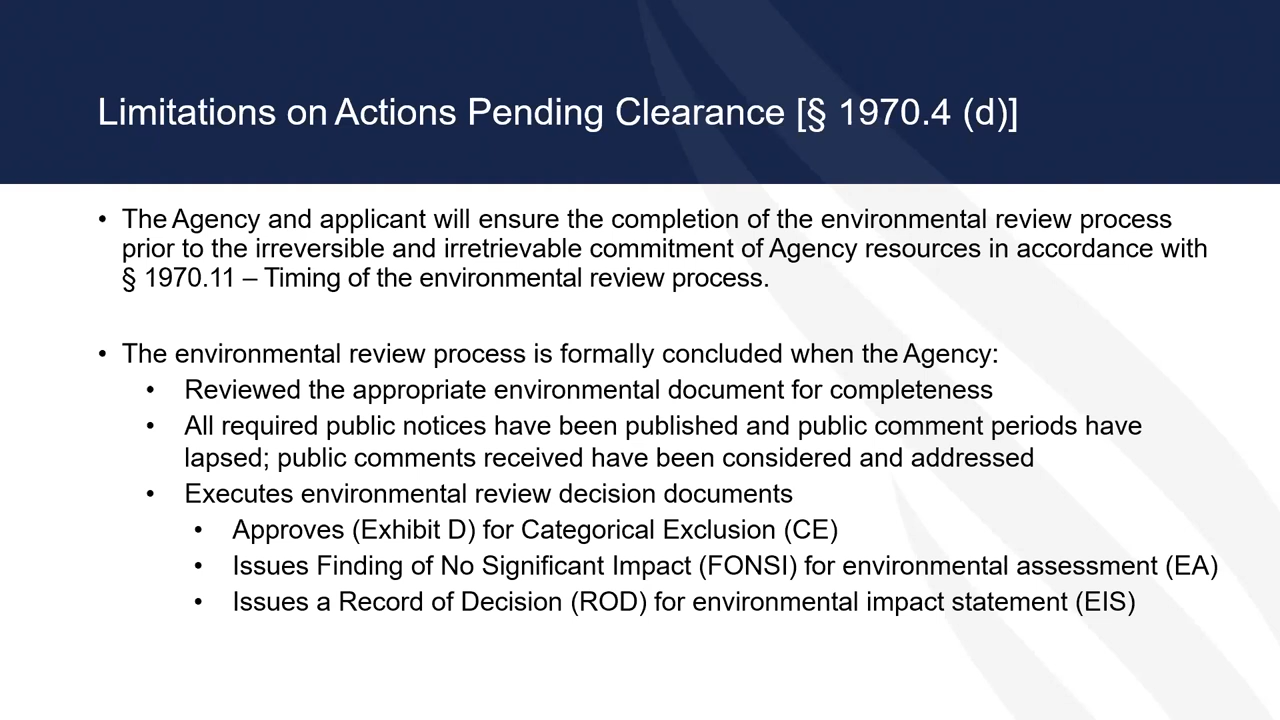 Limitations on Actions Pending Clearance [§ 1970.4 (d)]
• The Agency and applicant will ensure the completion of the environmental review process
prior to the irreversible and irretrievable commitment of Agency resources in accordance with
§ 1970.11 – Timing of the environmental review process.
• The environmental review process is formally concluded when the Agency:
• Reviewed the appropriate environmental document for completeness
• All required public notices have been published and public comment periods have
lapsed; public comments received have been considered and addressed
• Executes environmental review decision documents
• Approves (Exhibit D) for Categorical Exclusion (CE)
• Issues Finding of No Significant Impact (FONSI) for environmental assessment (EA)
• Issues a Record of Decision (ROD) for environmental impact statement (EIS)